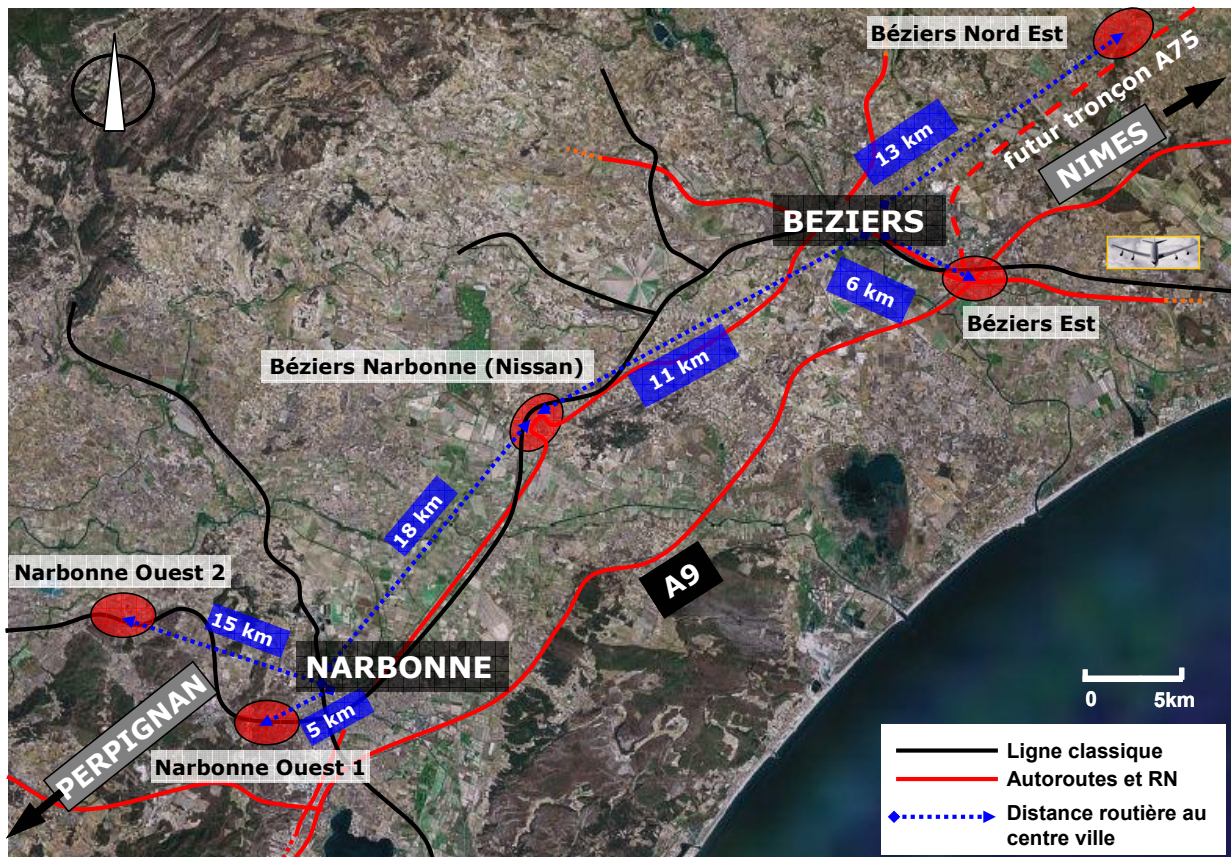 Béziers Nord Est
futur tronçon A75
NIMES
13 km
BEZIERS
6 km
Béziers Est
Béziers Narbonne (Nissan)
11 km
18 km
A9
Narbonne Ouest 2
15 km
NARBONNE
5 km
PERPIGNAN
Narbonne Ouest 1
0 5km
Ligne classique
Autoroutes et RN
Distance routière au
centre ville